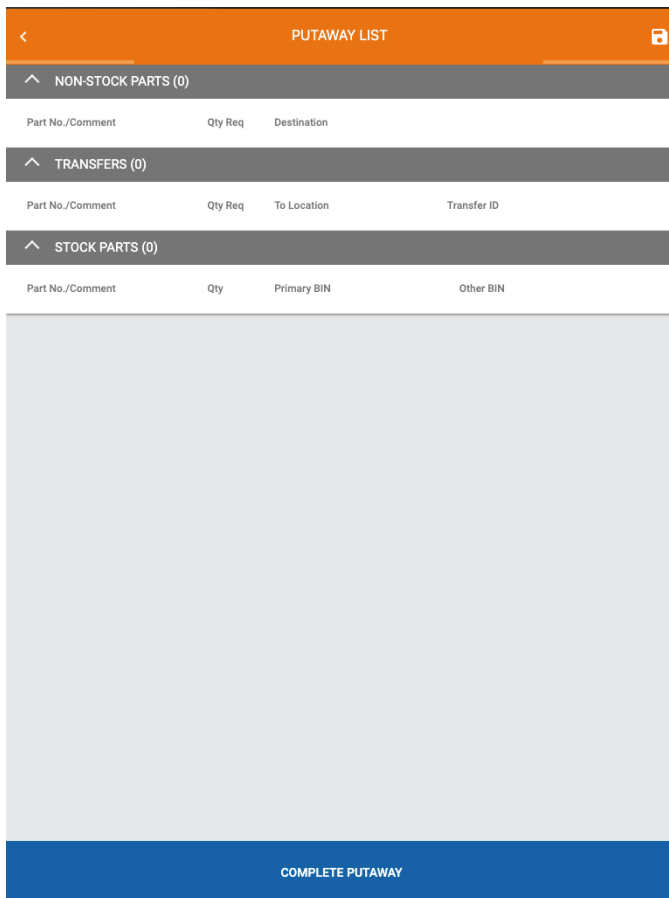 PUTAWAY LIST
NON-STOCK PARTS (0)
Part No./Comment Qty Req Destination
TRANSFERS (0)
Part No./Comment Qty Req To Location Transfer ID
STOCK PARTS (0)
Part No./Comment Qty Primary BIN Other BIN
COMPLETE PUTAWAY